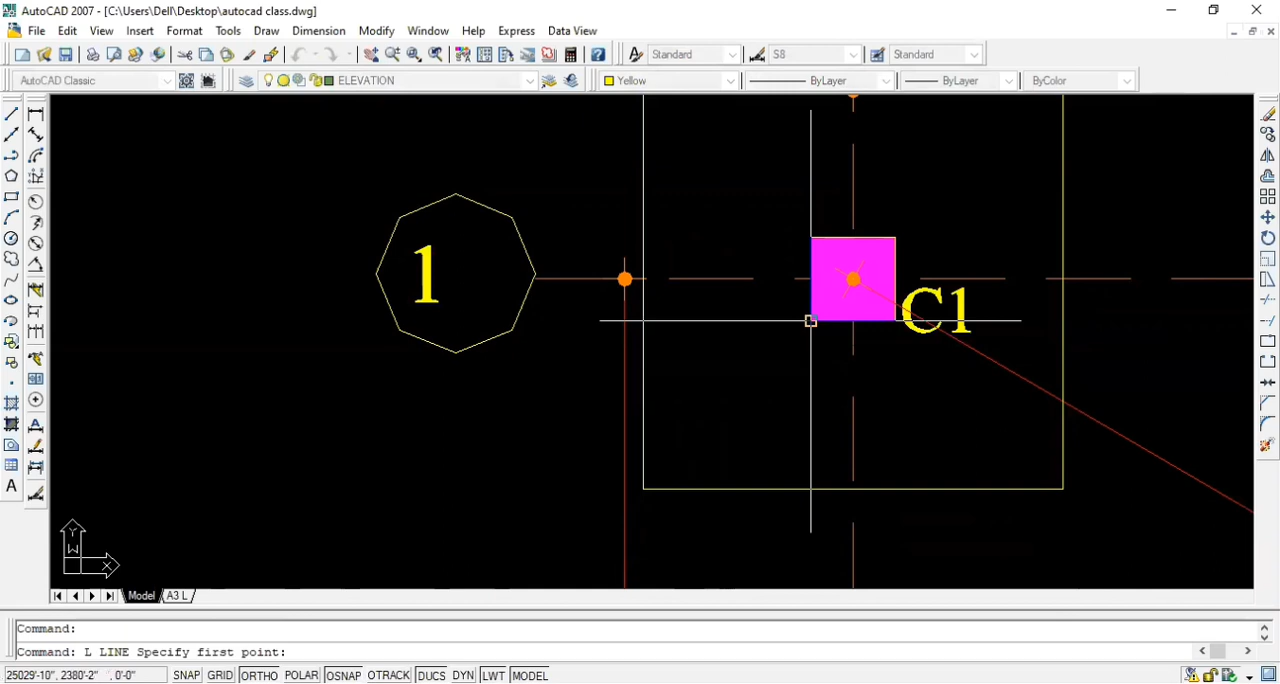 AutoCAD 2007 - [C:\Users\Dell\Desktop\autocad class.dwg]
File Edit View Insert Format Tools Draw Dimension Modify Window Help Express Data View
Standard S8 Standard
AutoCAD Classic ELEVATION Yellow ByLayer ByLayer ByColor
1
C1
Y
W
X
Model A3 L
Command:
Command: L LINE Specify first point:
25029'-10", 2380'-2" , 0'-0" SNAP GRID ORTHO POLAR OSNAP OTRACK DUCS DYN LWT MODEL